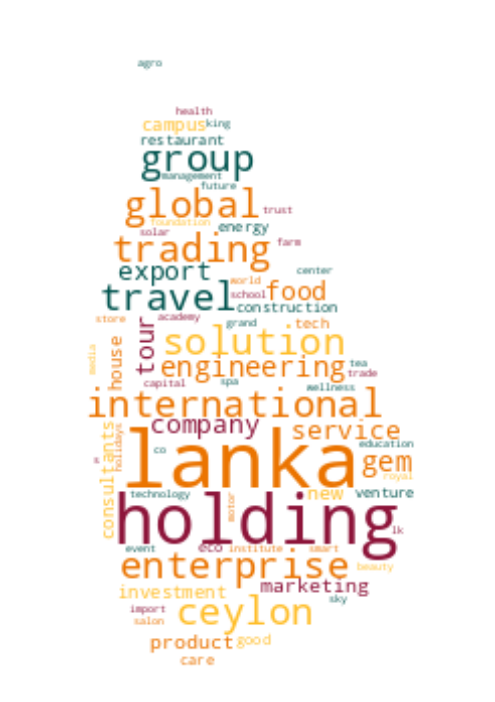 agro
health
campus king
restaurant
group
management
future
global trust
foundation energy
solar farm
trading
export center
world
travel school food
construction
store academy grand tech
tour solution
media house engineering tea
trade
capital spa wellness
international
company service
consultants holidays education
co
lanka gem
royal
technology new venture
motor
holding lk
event eco institute smart
enterprise beauty
marketing
investment sky
import ceylon
salon
product good
care